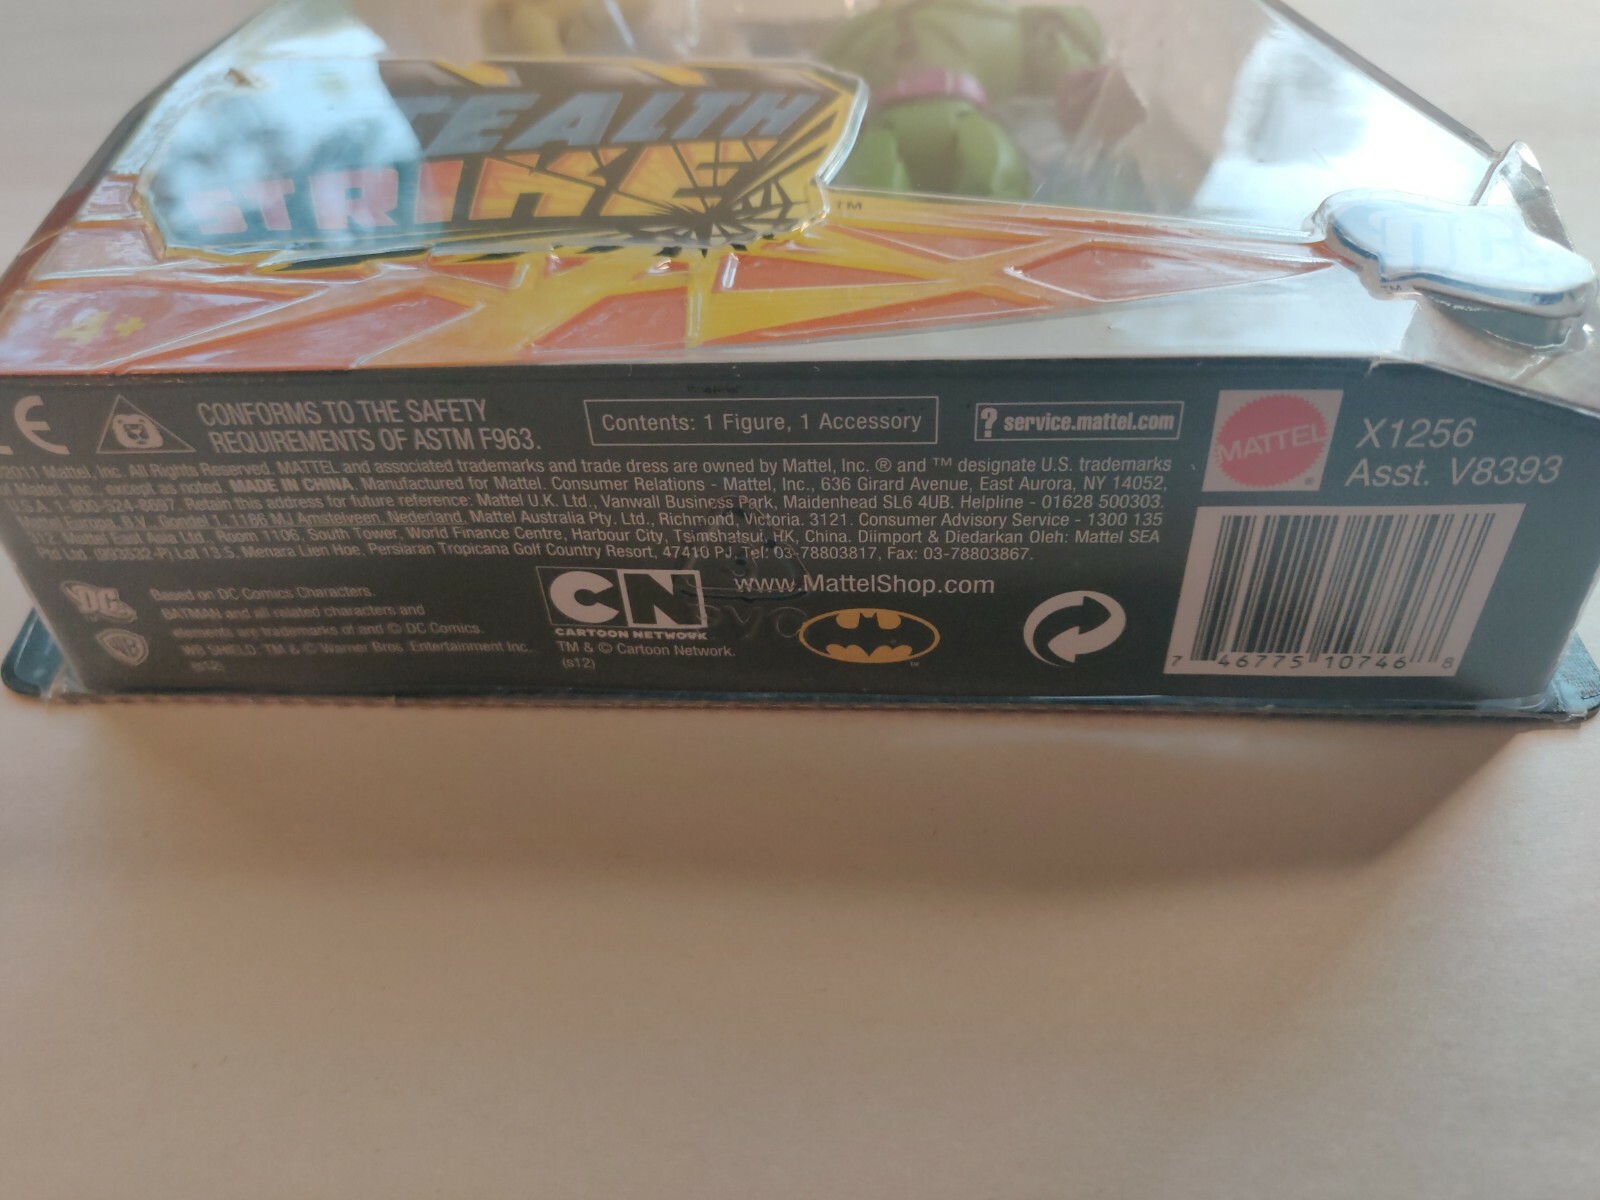 STEALTH
STRIKE
TM
4+
CE
CONFORMS TO THE SAFETY
REQUIREMENTS OF ASTM F963.
Contents: 1 Figure, 1 Accessory
? service.mattel.com
MATTEL
®
X1256
Asst. V8393
2011 Mattel, Inc. All Rights Reserved. MATTEL and associated trademarks and trade dress are owned by Mattel, Inc. ® and ™ designate U.S. trademarks
of Mattel, Inc., except as noted. MADE IN CHINA. Manufactured for Mattel. Consumer Relations - Mattel, Inc., 636 Girard Avenue, East Aurora, NY 14052,
U.S.A. 1-800-524-8697. Retain this address for future reference: Mattel U.K. Ltd., Vanwall Business Park, Maidenhead SL6 4UB. Helpline - 01628 500303.
Mattel Europa, B.V., Gondel 1, 1186 MJ Amstelveen, Nederland. Mattel Australia Pty. Ltd., Richmond, Victoria. 3121. Consumer Advisory Service - 1300 135
312. Mattel East Asia Ltd., Room 1106, South Tower, World Finance Centre, Harbour City, Tsimshatsui, HK, China. Diimport & Diedarkan Oleh: Mattel SEA
Pte Ltd. (993532-P) Lot 13.5, Menara Lien Hoe, Persiaran Tropicana Golf Country Resort, 47410 PJ. Tel: 03-78803817, Fax: 03-78803867.
DC
WB
Based on DC Comics Characters.
BATMAN and all related characters and
elements are trademarks of and © DC Comics.
WB SHIELD: TM & © Warner Bros. Entertainment Inc.
(s12)
CN
CARTOON NETWORK
TM & © Cartoon Network.
(s12)
PVC
www.MattelShop.com
TM
7 46775 10746 8